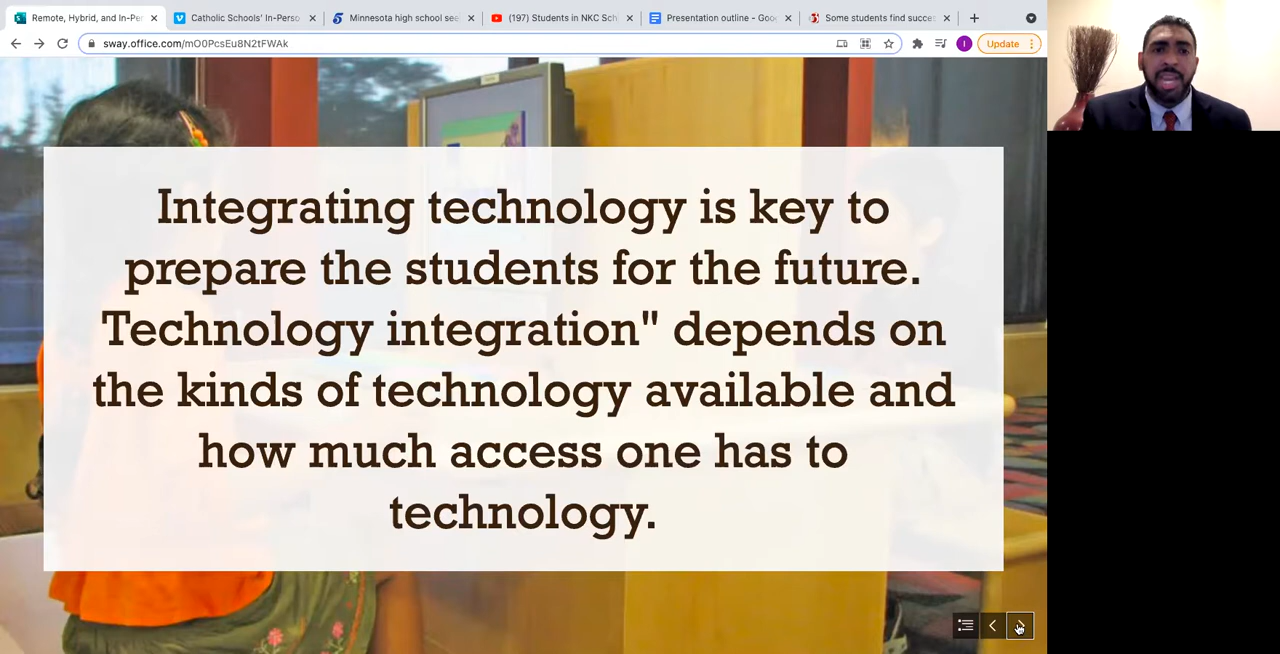 Remote, Hybrid, and In-Per
Catholic Schools' In-Perso
Minnesota high school see
(197) Students in NKC Sch
Presentation outline - Goo
Some students find succes
sway.office.com/mO0PcsEu8N2tFWAk
I
Update
Integrating technology is key to
prepare the students for the future.
Technology integration" depends on
the kinds of technology available and
how much access one has to
technology.